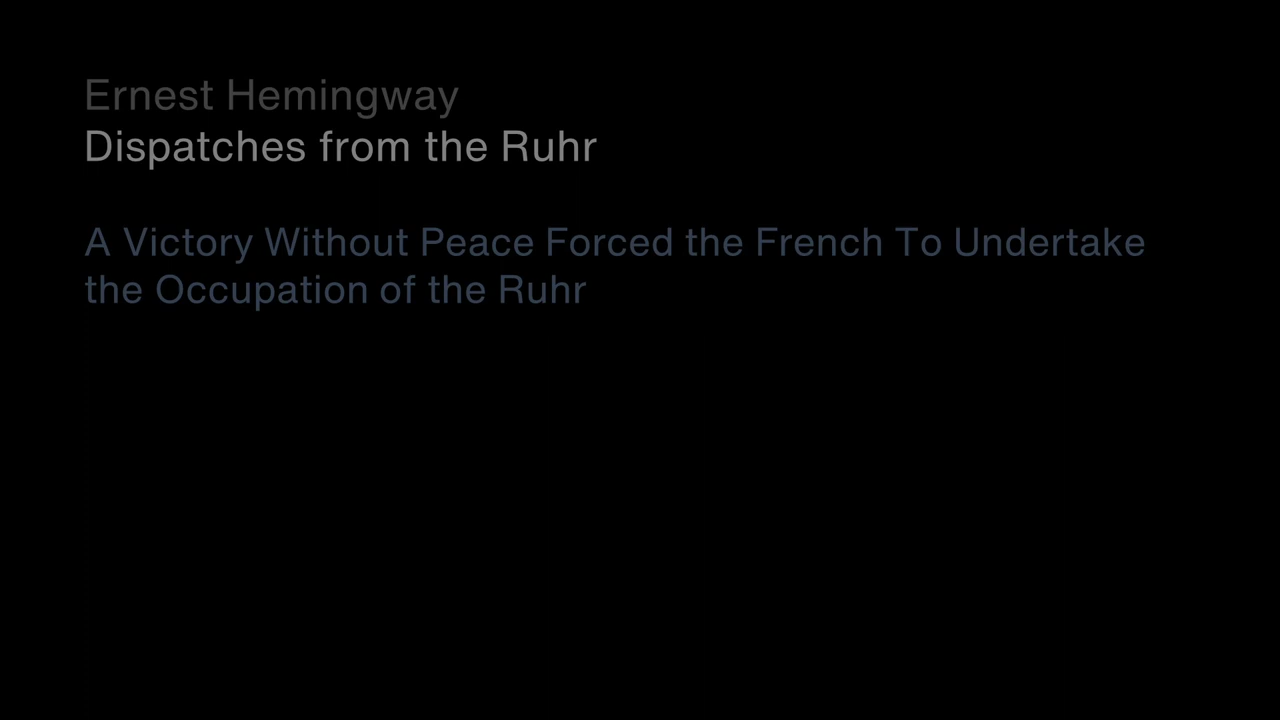 Ernest Hemingway
Dispatches from the Ruhr
A Victory Without Peace Forced the French To Undertake
the Occupation of the Ruhr